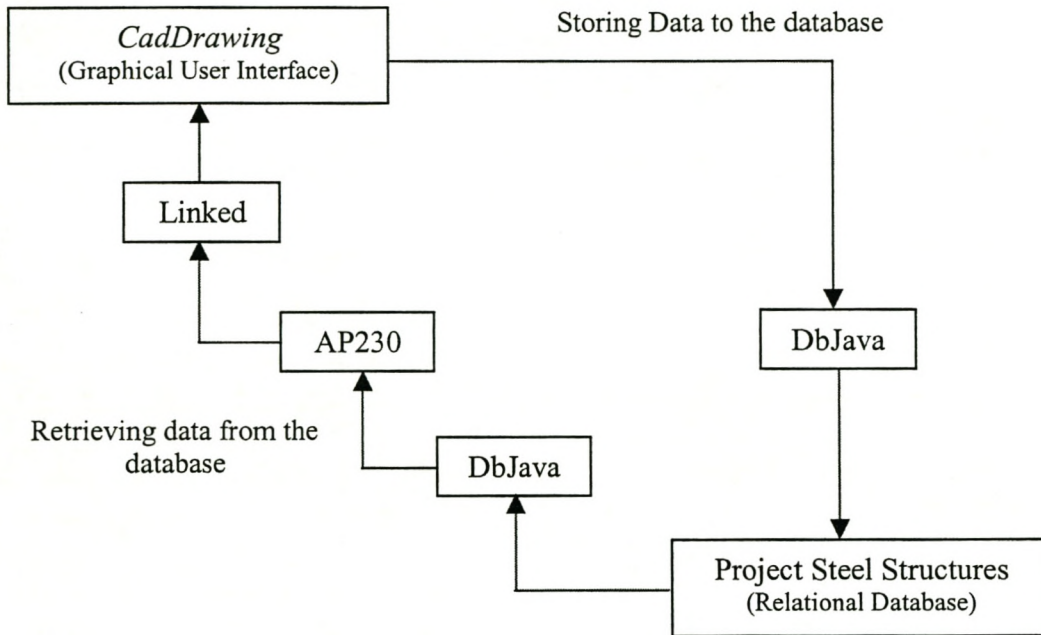 CadDrawing
(Graphical User Interface)
Storing Data to the database
Linked
AP230
DbJava
Retrieving data from the
database
DbJava
Project Steel Structures
(Relational Database)